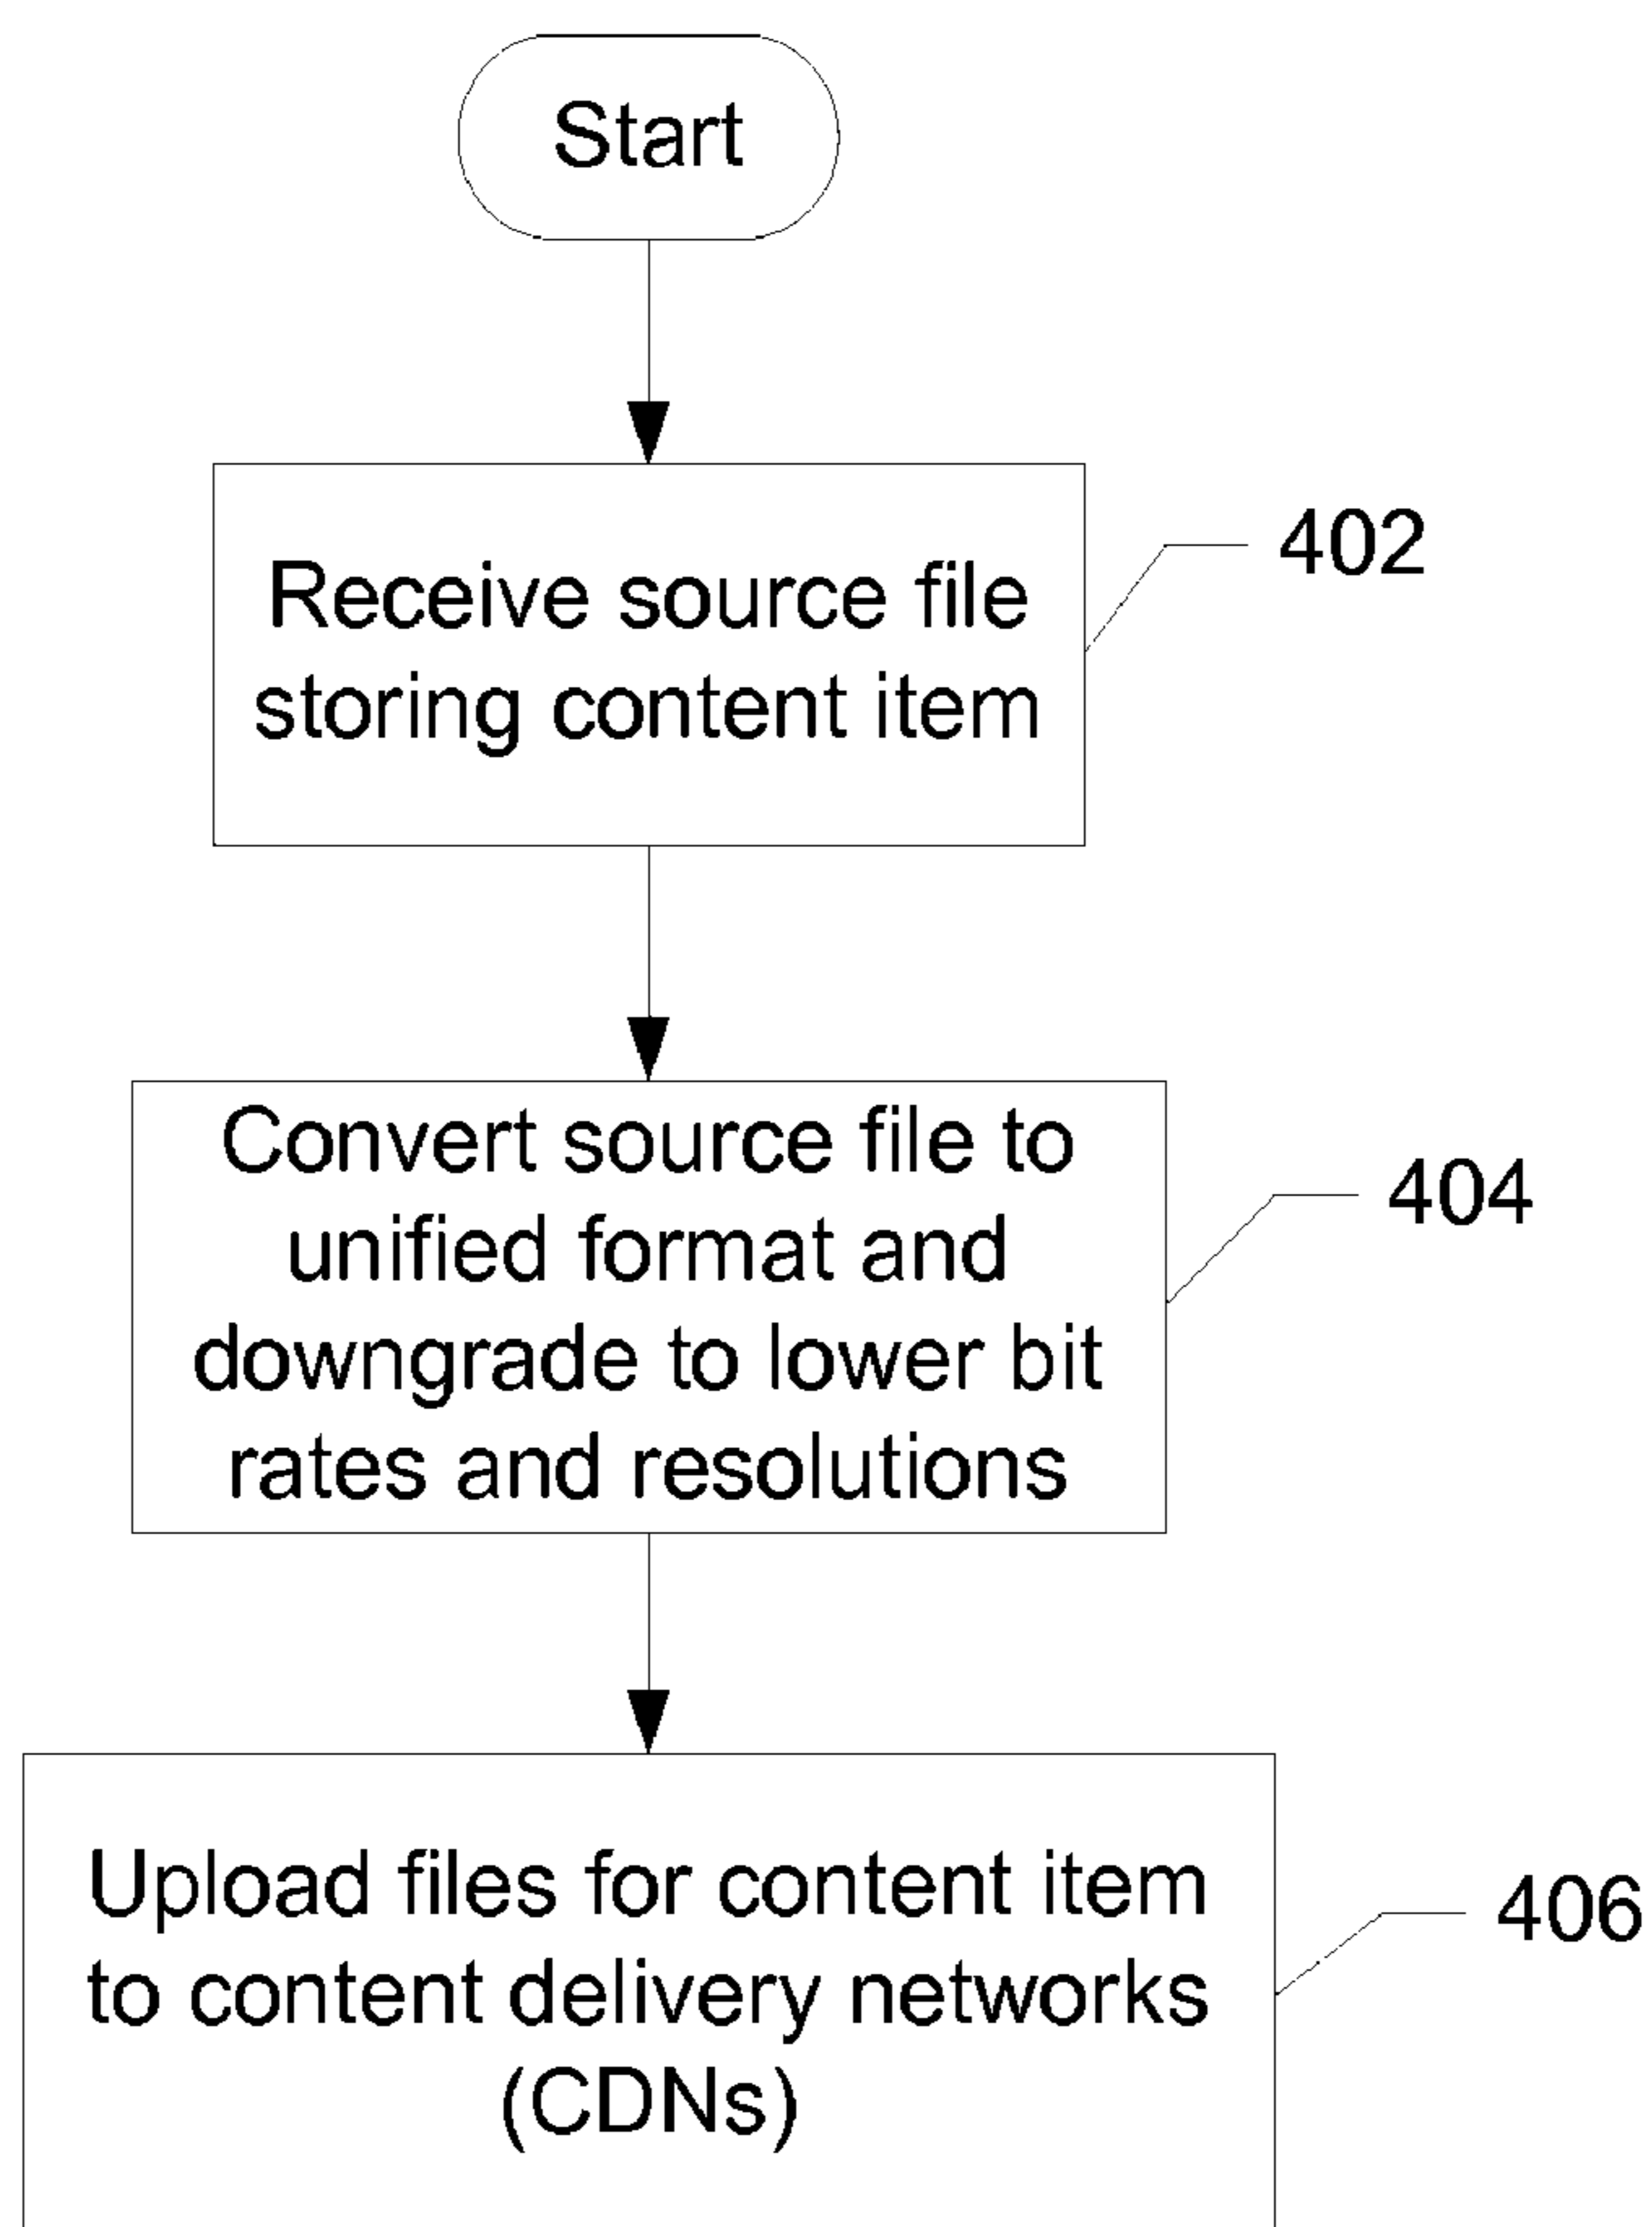 Start
Receive source file
storing content item
402
Convert source file to
unified format and
downgrade to lower bit
rates and resolutions
404
Upload files for content item
to content delivery networks
(CDNs)
406